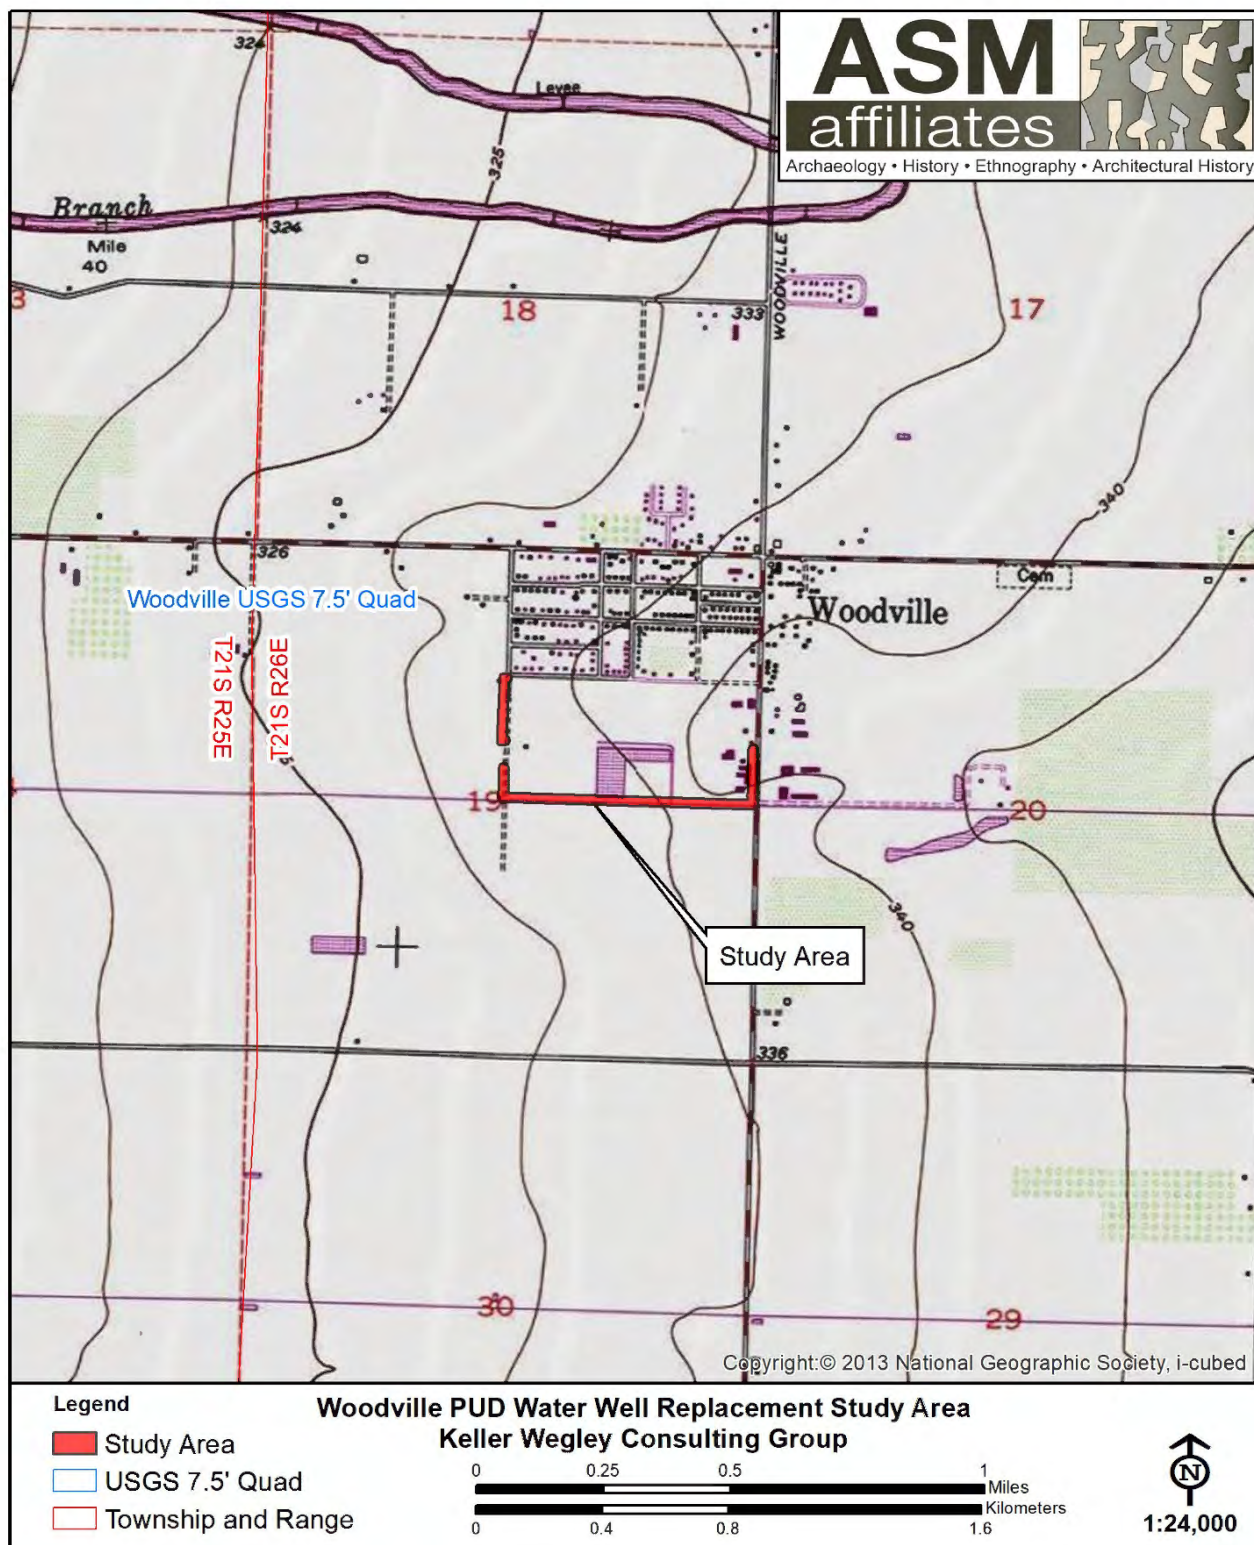 ASM
affiliates
Archaeology • History • Ethnography • Architectural History
324
Levee
325
Branch
324
Mile
40
WOODVILLE
18
333
17
340
326
Cem
Woodville USGS 7.5' Quad
Woodville
T21S R25E
T21S R26E
19
20
340
Study Area
336
30
29
Copyright:© 2013 National Geographic Society, i-cubed
Legend
Study Area
USGS 7.5' Quad
Township and Range
Woodville PUD Water Well Replacement Study Area
Keller Wegley Consulting Group
0 0.25 0.5 1
Miles
Kilometers
0 0.4 0.8 1.6
N
1:24,000